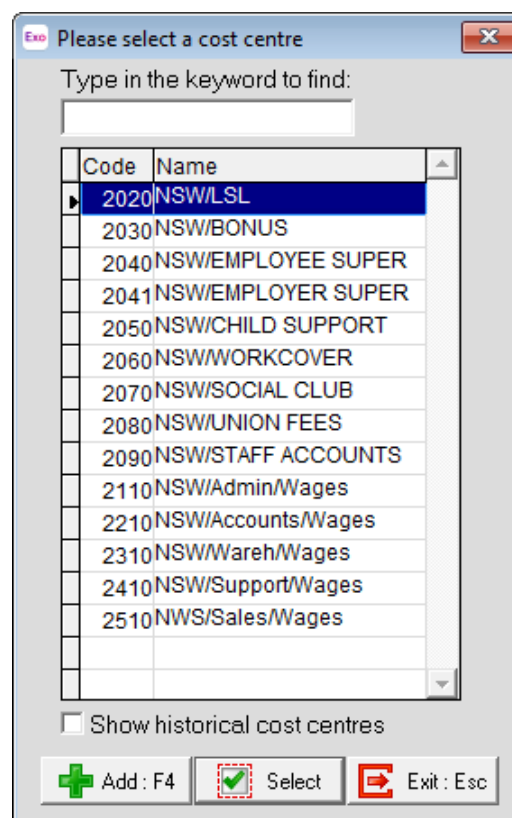 Exo Please select a cost centre
Type in the keyword to find:
Code Name
2020 NSW/LSL
2030 NSW/BONUS
2040 NSW/EMPLOYEE SUPER
2041 NSW/EMPLOYER SUPER
2050 NSW/CHILD SUPPORT
2060 NSW/WORKCOVER
2070 NSW/SOCIAL CLUB
2080 NSW/UNION FEES
2090 NSW/STAFF ACCOUNTS
2110 NSW/Admin/Wages
2210 NSW/Accounts/Wages
2310 NSW/Wareh/Wages
2410 NSW/Support/Wages
2510 NWS/Sales/Wages
Show historical cost centres
Add : F4 Select Exit : Esc